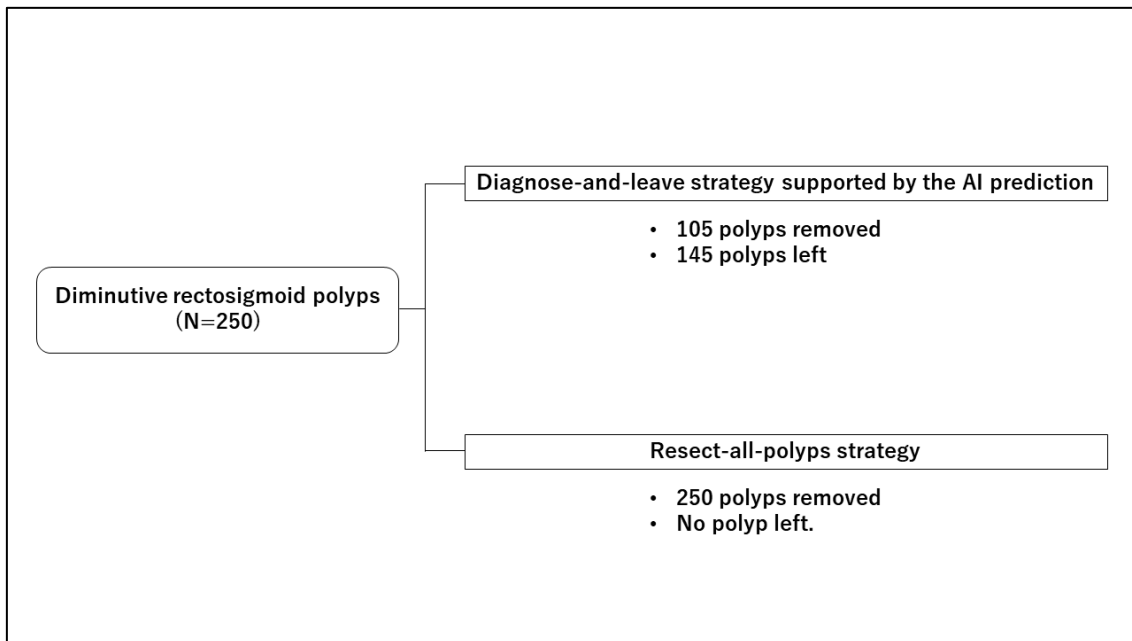 Diagnose-and-leave strategy supported by the AI prediction
• 105 polyps removed
• 145 polyps left
Diminutive rectosigmoid polyps
(N=250)
Resect-all-polyps strategy
• 250 polyps removed
• No polyp left.